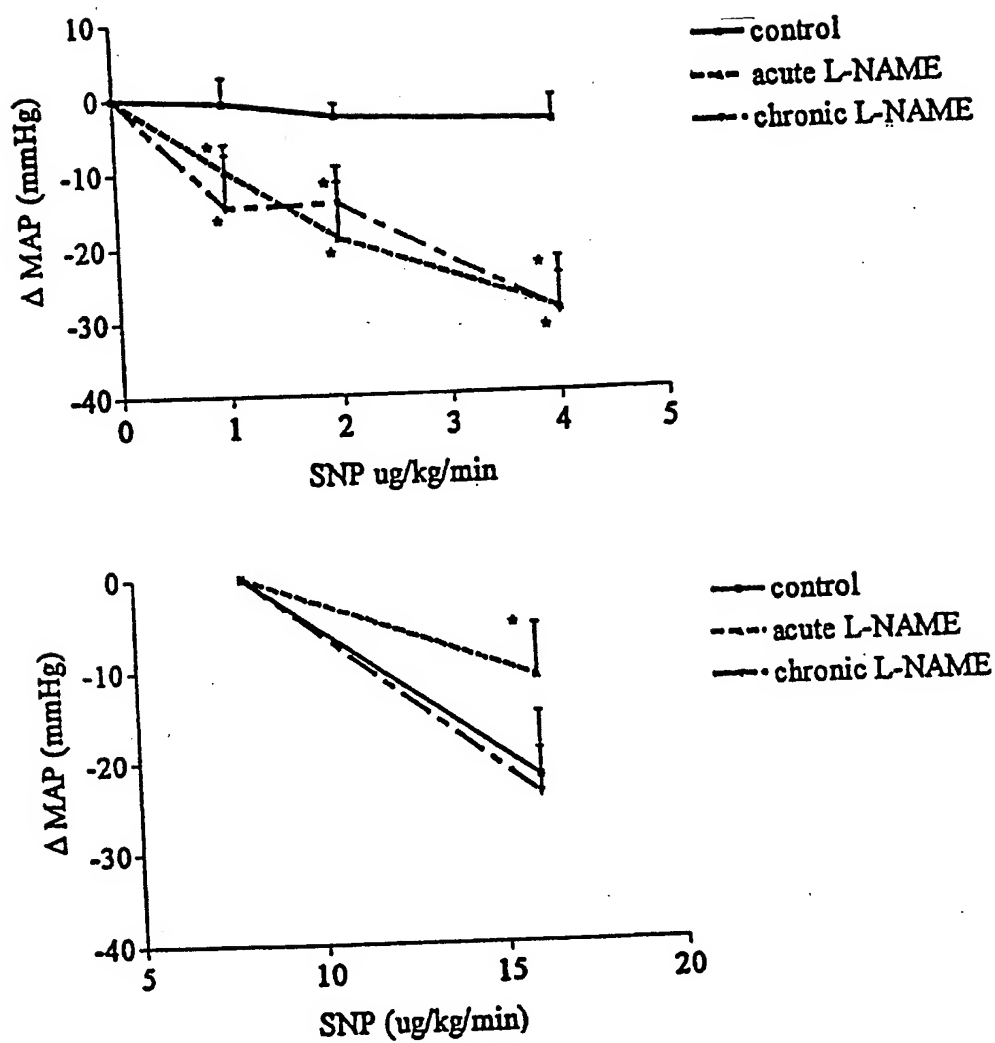 10
0
-10
-20
-30
-40
Δ MAP (mmHg)
control
acute L-NAME
chronic L-NAME
*
*
*
*
*
*
0 1 2 3 4 5
SNP ug/kg/min
0
-10
-20
-30
-40
Δ MAP (mmHg)
control
acute L-NAME
chronic L-NAME
*
5 10 15 20
SNP (ug/kg/min)